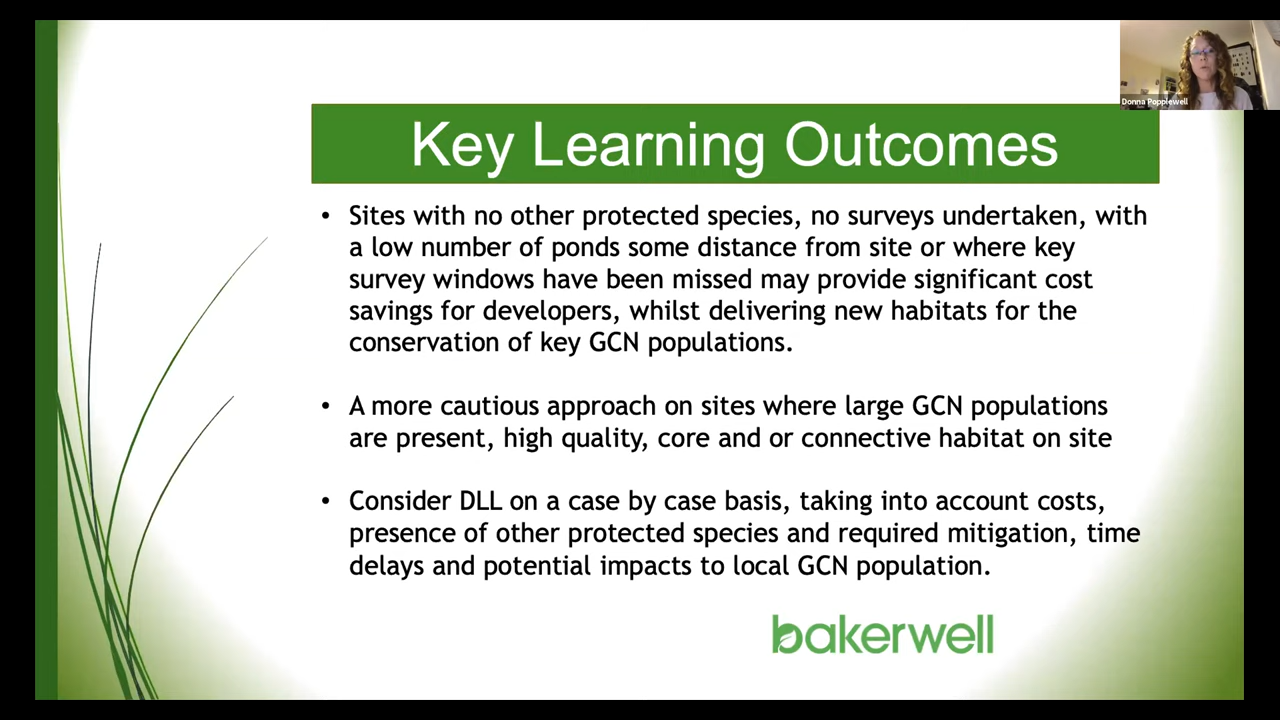 Donna Popplewell
Key Learning Outcomes
• Sites with no other protected species, no surveys undertaken, with
a low number of ponds some distance from site or where key
survey windows have been missed may provide significant cost
savings for developers, whilst delivering new habitats for the
conservation of key GCN populations.
• A more cautious approach on sites where large GCN populations
are present, high quality, core and or connective habitat on site
• Consider DLL on a case by case basis, taking into account costs,
presence of other protected species and required mitigation, time
delays and potential impacts to local GCN population.
bakerwell